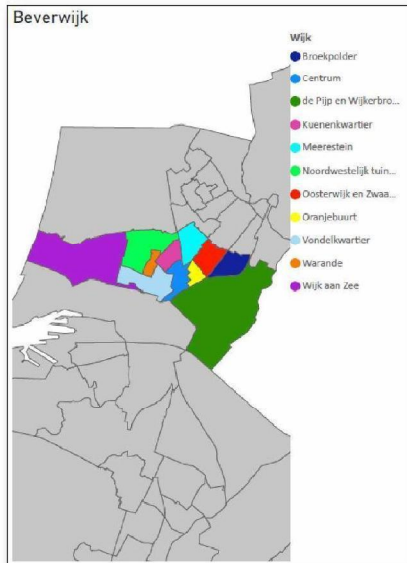 Beverwijk
Wijk
Broekpolder
Centrum
de Pijp en Wijkerbro...
Kuenenkwartier
Meerestein
Noordwestelijk tuin...
Oosterwijk en Zwaa...
Oranjebuurt
Vondelkwartier
Warande
Wijk aan Zee